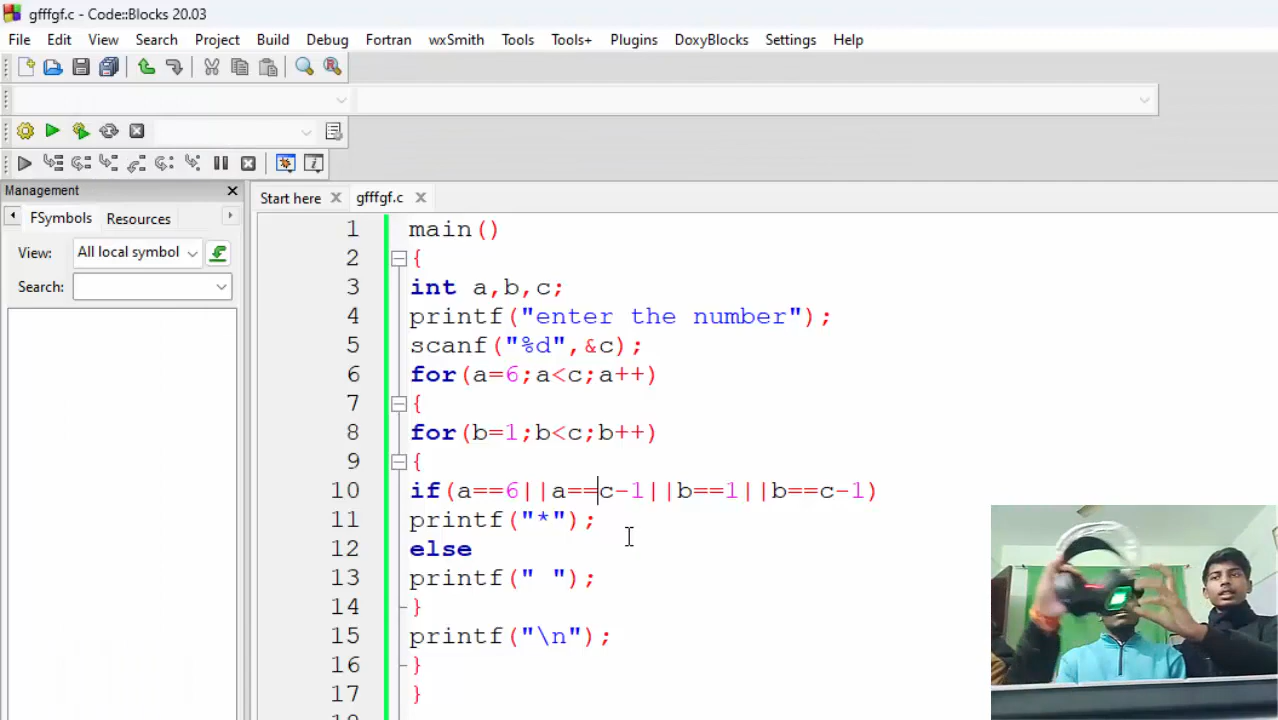 gfffgf.c - Code::Blocks 20.03
File Edit View Search Project Build Debug Fortran wxSmith Tools Tools+ Plugins DoxyBlocks Settings Help
Management
Start here gfffgf.c
FSymbols Resources
View: All local symbol
Search:
1 main()
2 {
3 int a,b,c;
4 printf("enter the number");
5 scanf("%d",&c);
6 for(a=6;a<c;a++)
7 {
8 for(b=1;b<c;b++)
9 {
10 if(a==6||a==c-1||b==1||b==c-1)
11 printf("*");
12 else
13 printf(" ");
14 }
15 printf("\n");
16 }
17 }